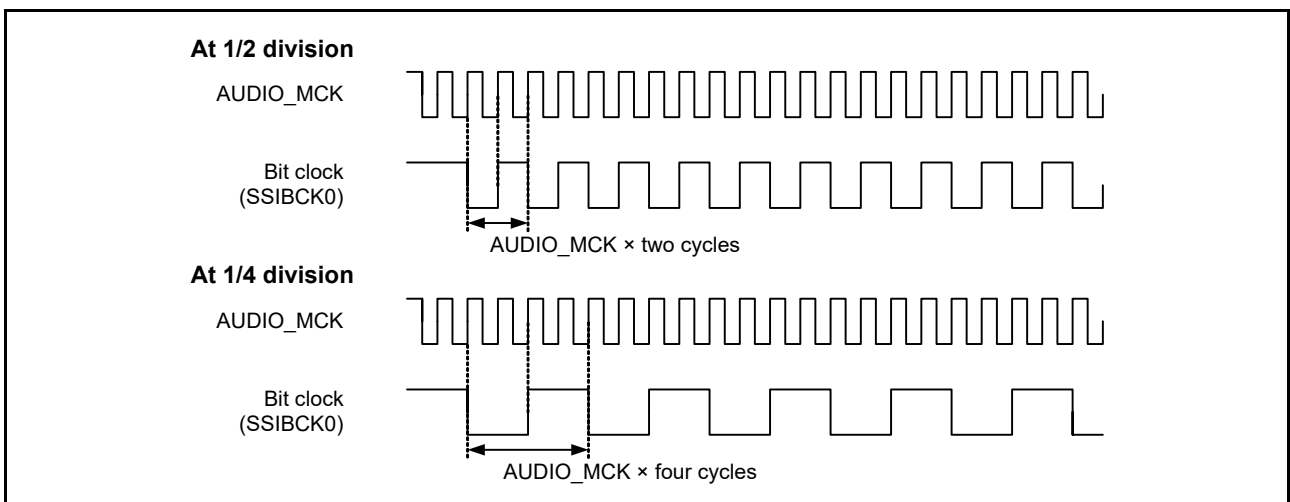 At 1/2 division
AUDIO_MCK
Bit clock
(SSIBCK0)
AUDIO_MCK × two cycles
At 1/4 division
AUDIO_MCK
Bit clock
(SSIBCK0)
AUDIO_MCK × four cycles